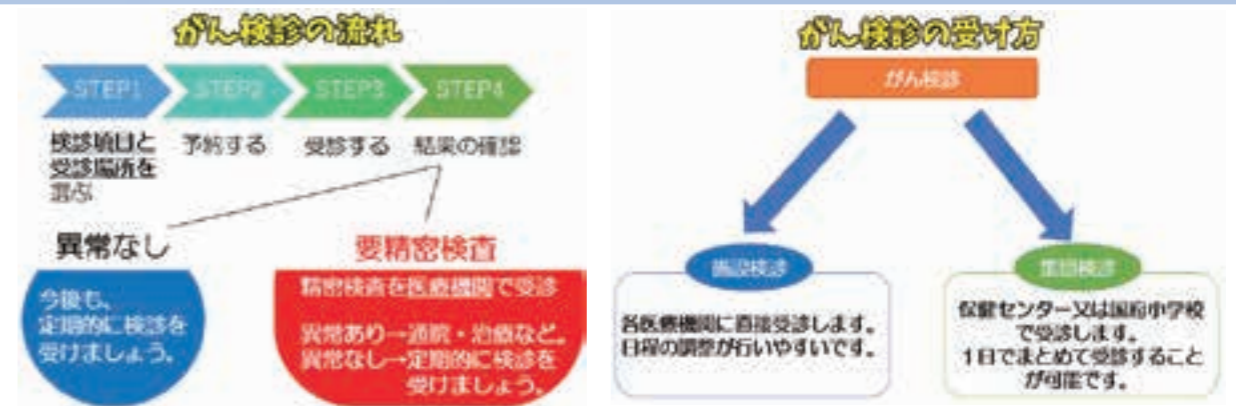 がん検診の流れ
STEP1
STEP2
STEP3
STEP4
検診項目と
受診場所を
選ぶ
予約する
受診する
結果の確認
異常なし
今後も、
定期的に検診を
受けましょう。
要精密検査
精密検査を医療機関で受診
異常あり→通院・治療など。
異常なし→定期的に検診を
受けましょう。
がん検診の受け方
がん検診
施設検診
各医療機関に直接受診します。
日程の調整が行いやすいです。
集団検診
保健センター又は国府小学校
で受診します。
1日でまとめて受診すること
が可能です。